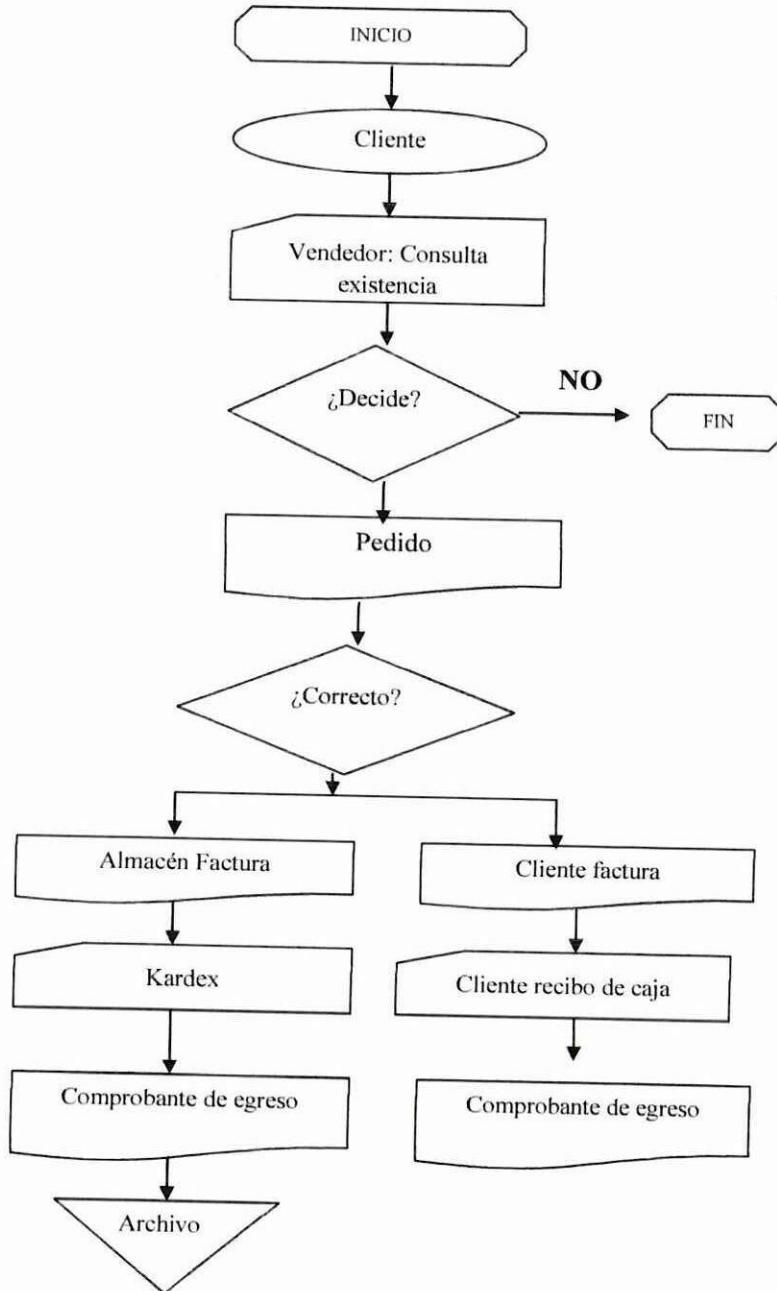 INICIO
Cliente
Vendedor: Consulta
existencia
¿Decide?
NO
FIN
Pedido
¿Correcto?
Almacén Factura
Cliente factura
Kardex
Cliente recibo de caja
Comprobante de egreso
Comprobante de egreso
Archivo